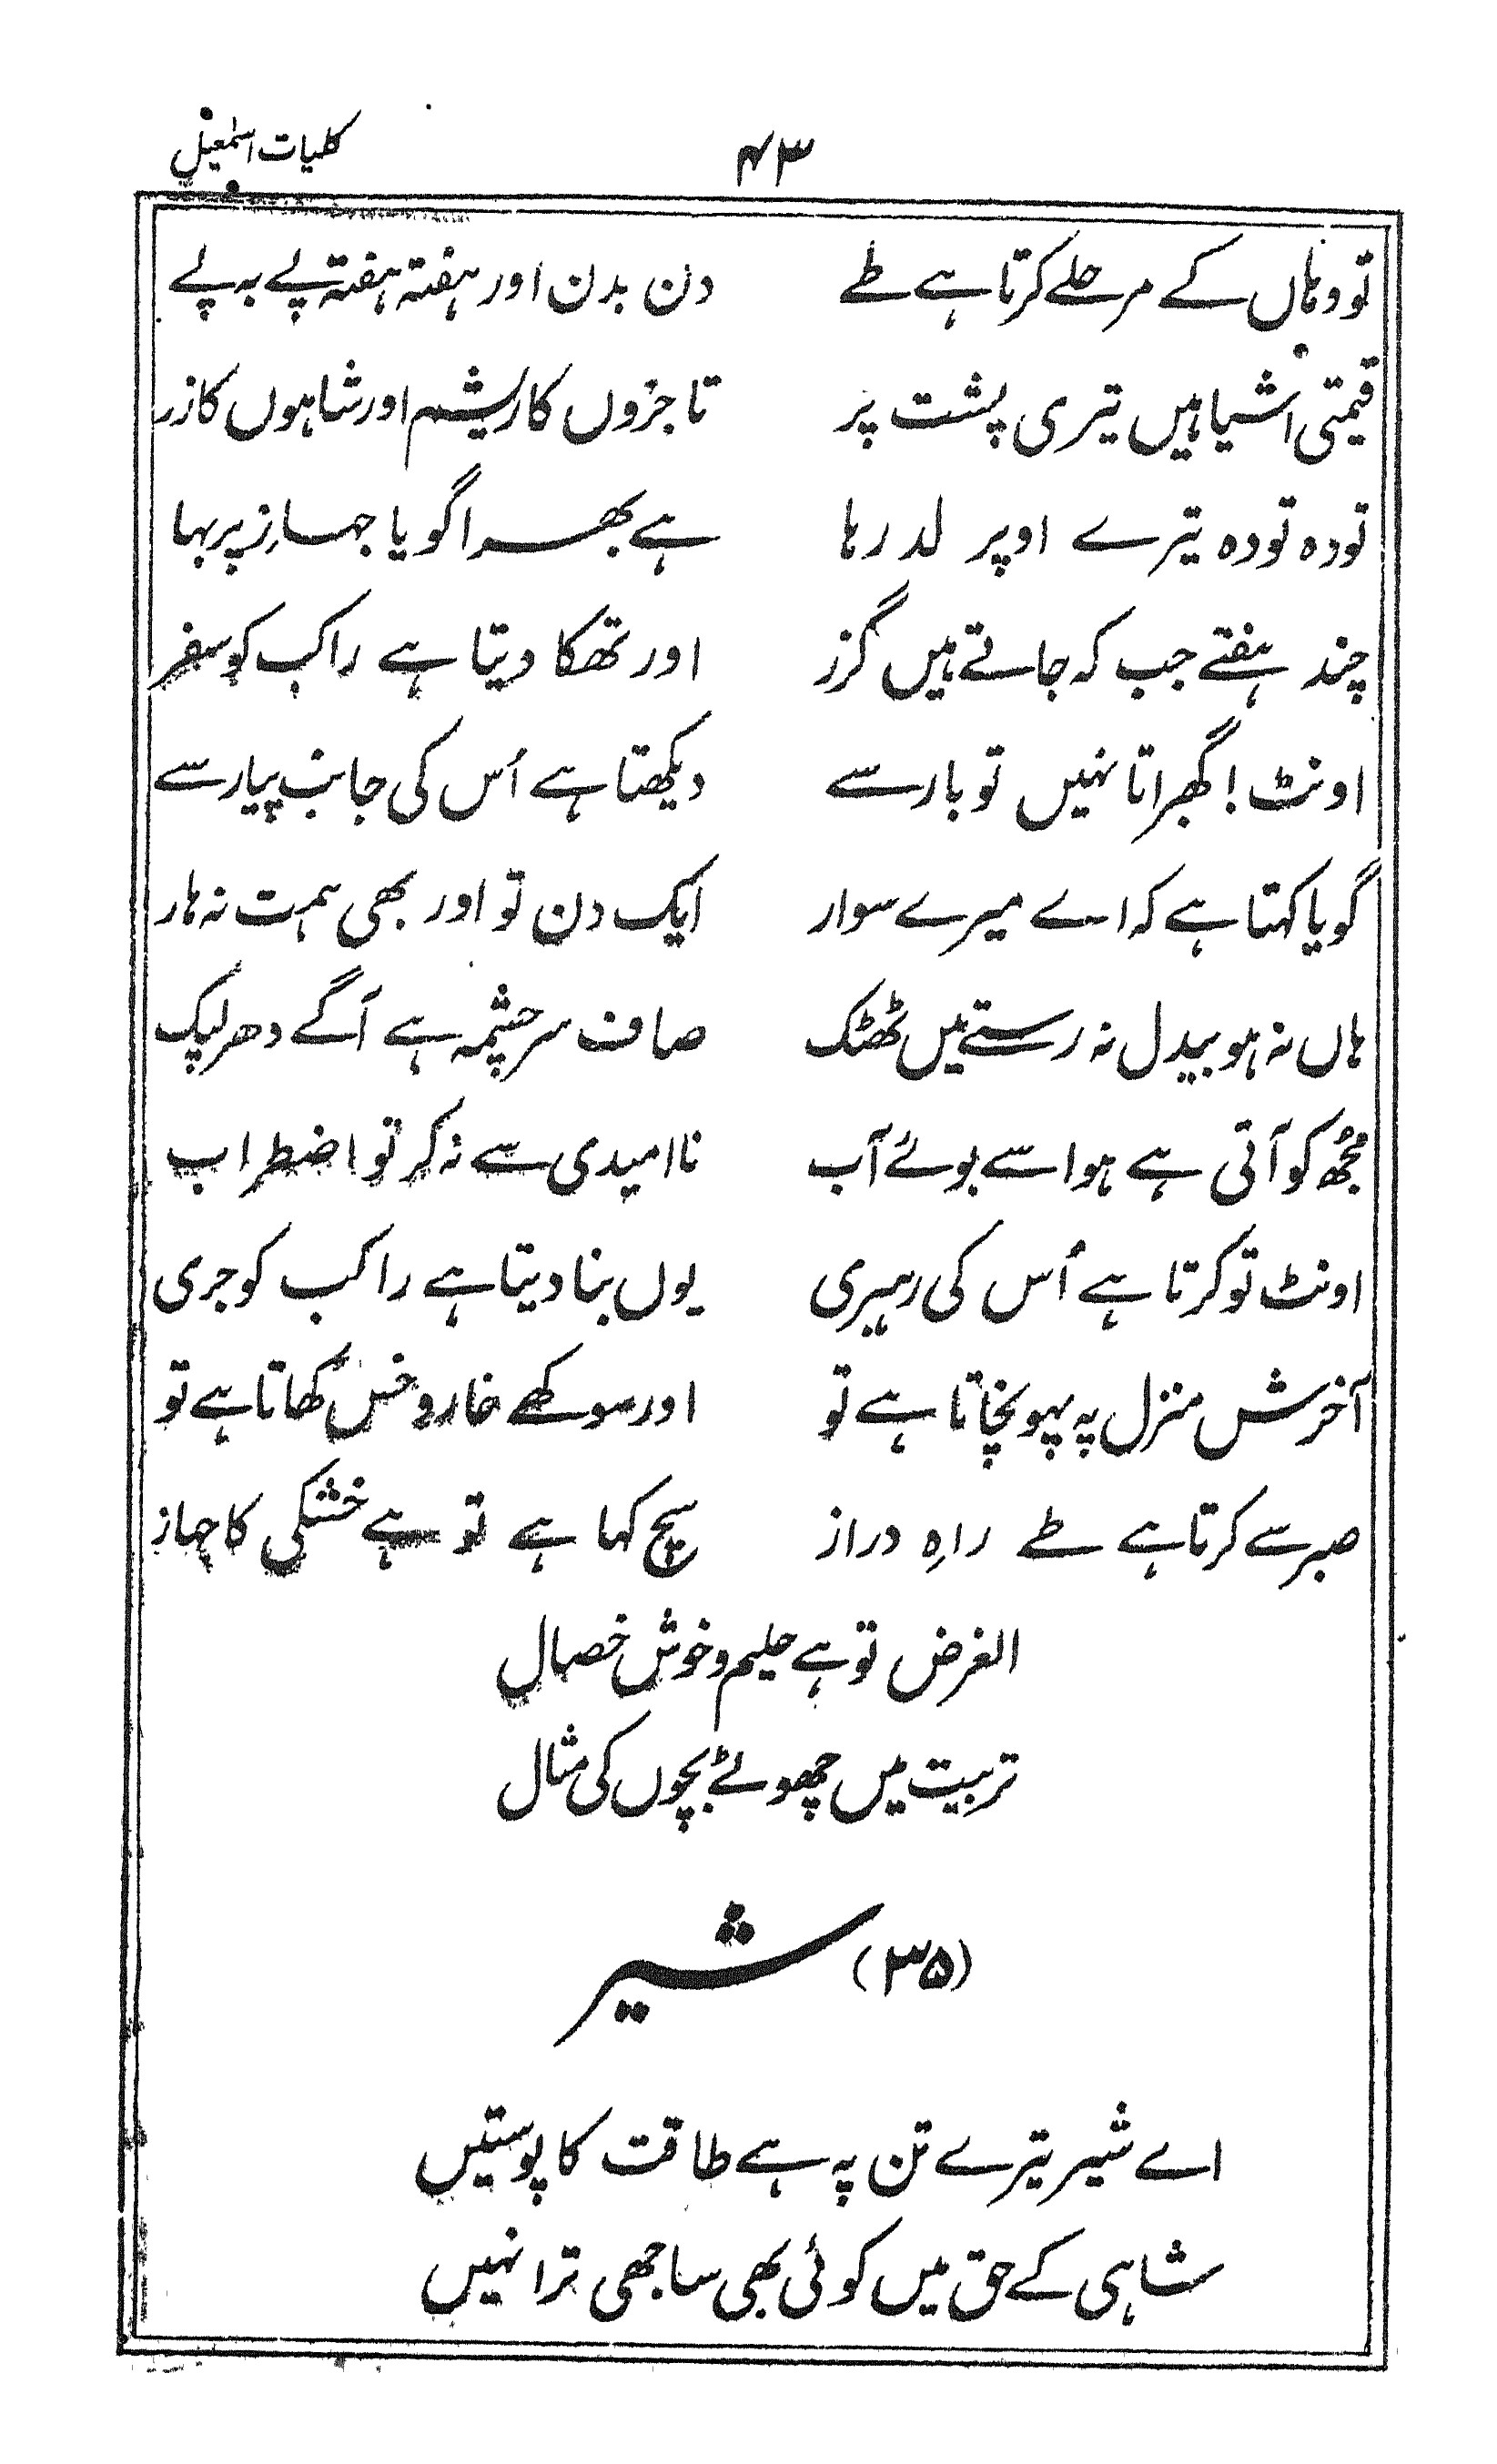 ۴۳ کلیات اسمٰعیل
تو وہاں کے مرحلے کرتا ہے طے دن بدن اور ہفتہ ہفتہ پے بہ پے
قیمتی اشیا ہیں تیری پشت پر تاجروں کا ریشم اور شاہوں کا زر
تودہ تودہ تیرے اوپر لد رہا ہے بھرا گویا جہازِ پر بہا
چند ہفتے جب کہ جاتے ہیں گزر اور تھکا دیتا ہے راکب کو سفر
اونٹ! گھبراتا نہیں تو بار سے دیکھتا ہے اُس کی جانب پیار سے
گویا کہتا ہے کہ اے میرے سوار ایک دن تو اور بھی ہمت نہ ہار
ہاں نہ ہو بیدل نہ رستے میں ٹھٹک صاف سرچشمہ ہے آگے دھر لپک
مجھ کو آتی ہے ہوا سے بوئے آب ناامیدی سے نہ کر تو اضطراب
اونٹ تو کرتا ہے اُس کی رہبری یوں بنا دیتا ہے راکب کو جری
آخرش منزل پہ پہونچاتا ہے تو اور سوکھے خار و خس کھاتا ہے تو
صبر سے کرتا ہے طے راہِ دراز سچ کہا ہے تو ہے خشکی کا جہاز
الغرض تو ہے حلیم و خوش خصال
تربیت میں چھوٹے بچوں کی مثال
(۳۵) شیر
اے شیر تیرے تن پہ ہے طاقت کا پوستیں
شاہی کے حق میں کوئی بھی ساجھی ترا نہیں